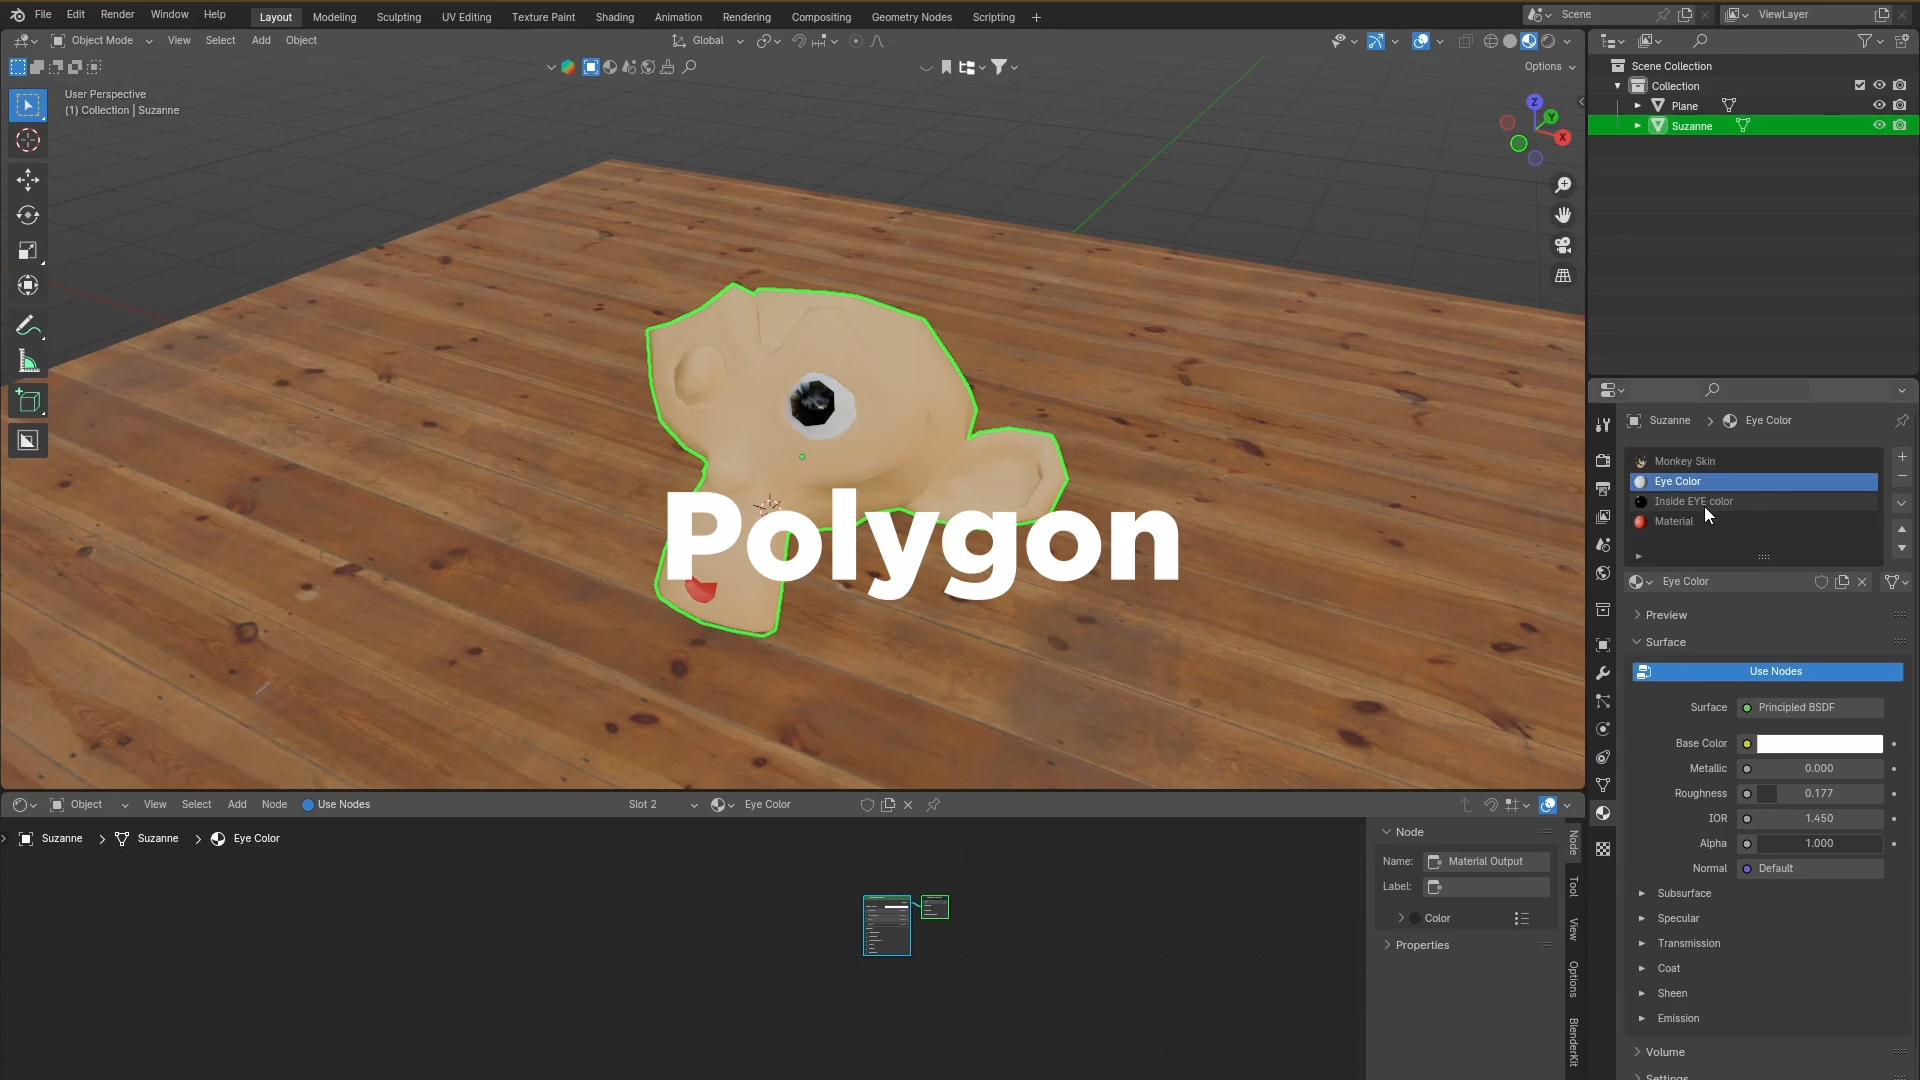 File Edit Render Window Help Layout Modeling Sculpting UV Editing Texture Paint Shading Animation Rendering Compositing Geometry Nodes Scripting + Scene ViewLayer
Object Mode View Select Add Object Global
Options
User Perspective
(1) Collection | Suzanne
Z
Y
X
Polygon
Scene Collection
Collection
Plane
Suzanne
Suzanne > Eye Color
Monkey Skin
Eye Color
Inside EYE color
Material
Eye Color
Preview
Surface
Use Nodes
Surface Principled BSDF
Base Color
Metallic 0.000
Roughness 0.177
IOR 1.450
Alpha 1.000
Normal Default
Subsurface
Specular
Transmission
Coat
Sheen
Emission
Volume
Settings
Object View Select Add Node Use Nodes Slot 2 Eye Color
Suzanne > Suzanne > Eye Color
Node
Name: Material Output
Label:
Color
Properties
Node
Tool
View
Options
BlenderKit